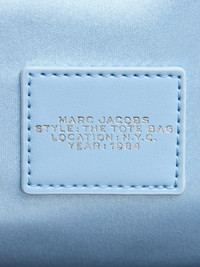 MARC JACOBS
STYLE: THE TOTE BAG
LOCATION: N.Y.C.
YEAR: 1984